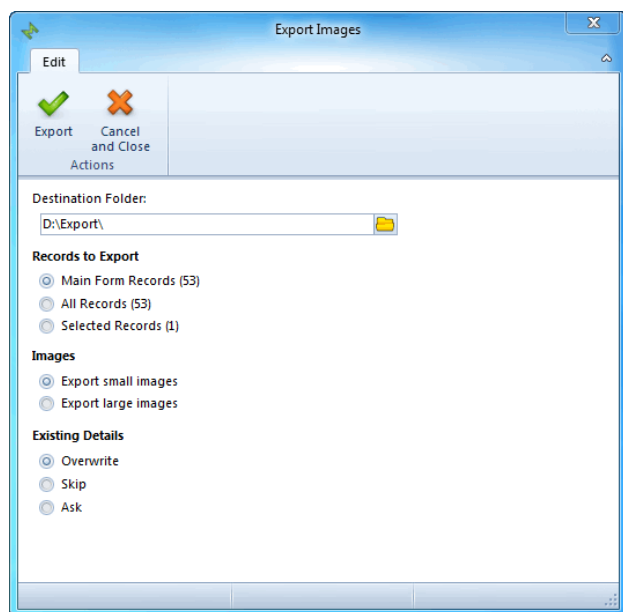 Export Images
Edit
Export
Cancel
and Close
Actions
Destination Folder:
D:\Export\
Records to Export
Main Form Records (53)
All Records (53)
Selected Records (1)
Images
Export small images
Export large images
Existing Details
Overwrite
Skip
Ask